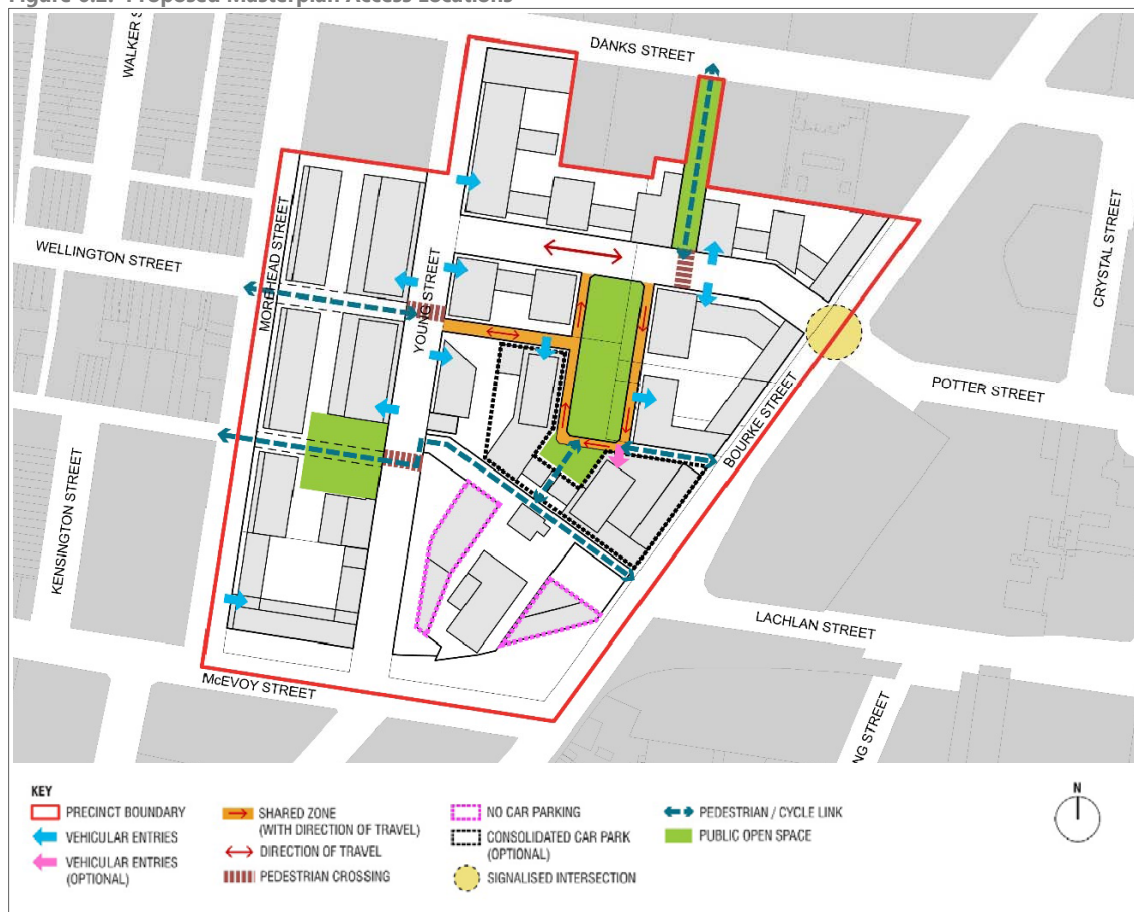 Figure 6.2: Proposed Masterplan Access Locations
DANKS STREET
WALKER S
CRYSTAL STREET
MOREHEAD STREET
WELLINGTON STREET
YOUNG STREET
POTTER STREET
BOURKE STREET
KENSINGTON STREET
LACHLAN STREET
McEVOY STREET
NG STREET
KEY
PRECINCT BOUNDARY
VEHICULAR ENTRIES
VEHICULAR ENTRIES
(OPTIONAL)
SHARED ZONE
(WITH DIRECTION OF TRAVEL)
DIRECTION OF TRAVEL
PEDESTRIAN CROSSING
NO CAR PARKING
CONSOLIDATED CAR PARK
(OPTIONAL)
SIGNALISED INTERSECTION
PEDESTRIAN / CYCLE LINK
PUBLIC OPEN SPACE
N